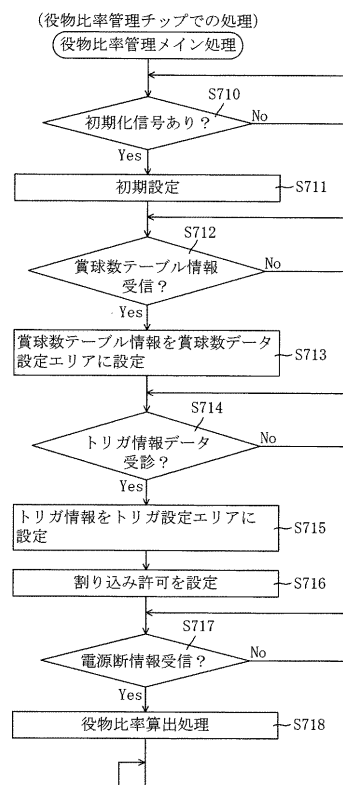 (役物比率管理チップでの処理)
役物比率管理メイン処理
S710
初期化信号あり？
No
Yes
初期設定
S711
S712
賞球数テーブル情報
受信？
No
Yes
賞球数テーブル情報を賞球数データ
設定エリアに設定
S713
S714
トリガ情報データ
受診？
No
Yes
トリガ情報をトリガ設定エリアに
設定
S715
割り込み許可を設定
S716
S717
電源断情報受信？
No
Yes
役物比率算出処理
S718